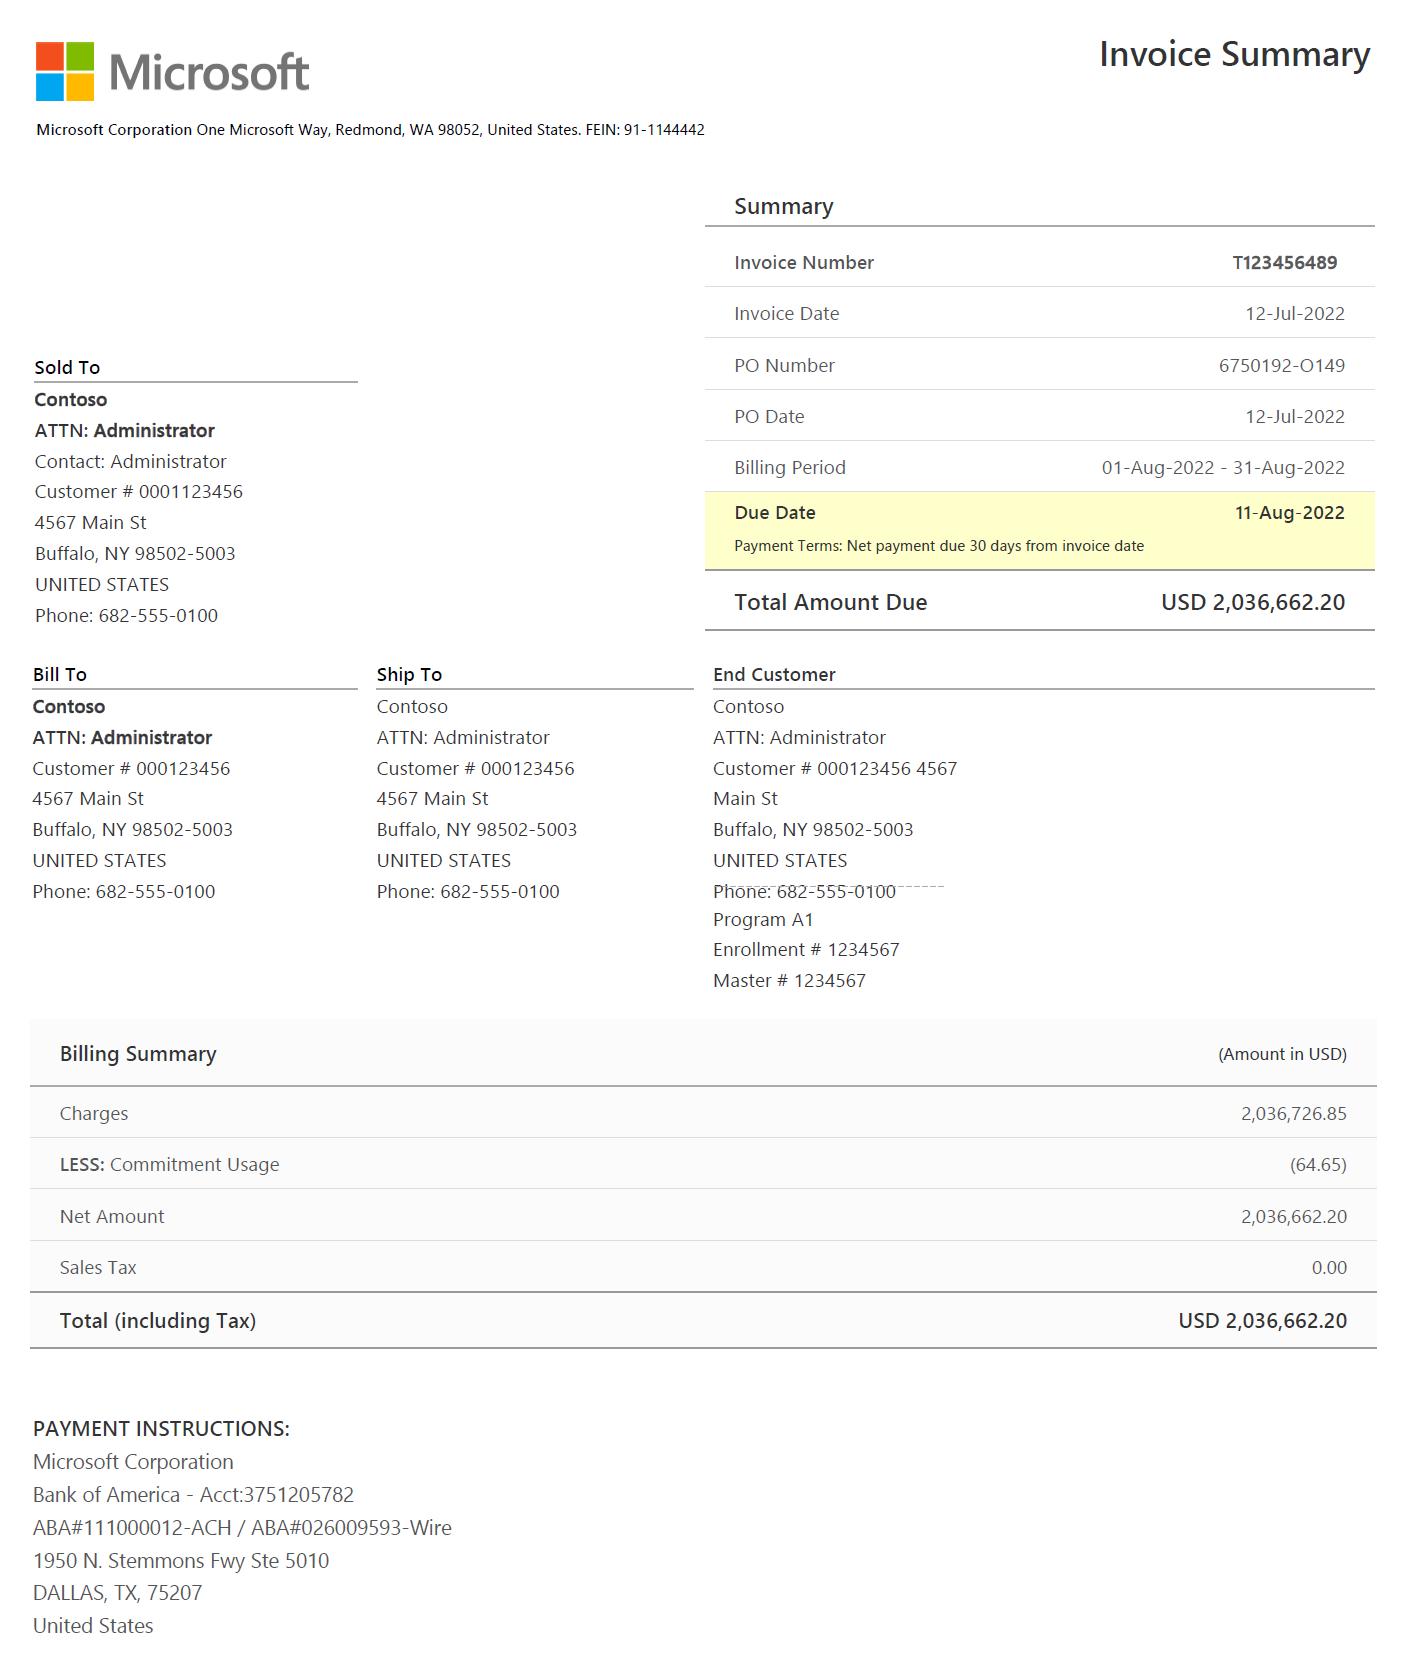 Microsoft
Invoice Summary
Microsoft Corporation One Microsoft Way, Redmond, WA 98052, United States. FEIN: 91-1144442
Summary
Invoice Number T123456489
Invoice Date 12-Jul-2022
PO Number 6750192-O149
PO Date 12-Jul-2022
Billing Period 01-Aug-2022 - 31-Aug-2022
Due Date 11-Aug-2022
Payment Terms: Net payment due 30 days from invoice date
Total Amount Due USD 2,036,662.20
Sold To
Contoso
ATTN: Administrator
Contact: Administrator
Customer # 0001123456
4567 Main St
Buffalo, NY 98502-5003
UNITED STATES
Phone: 682-555-0100
Bill To
Contoso
ATTN: Administrator
Customer # 000123456
4567 Main St
Buffalo, NY 98502-5003
UNITED STATES
Phone: 682-555-0100
Ship To
Contoso
ATTN: Administrator
Customer # 000123456
4567 Main St
Buffalo, NY 98502-5003
UNITED STATES
Phone: 682-555-0100
End Customer
Contoso
ATTN: Administrator
Customer # 000123456 4567
Main St
Buffalo, NY 98502-5003
UNITED STATES
Phone: 682-555-0100
Program A1
Enrollment # 1234567
Master # 1234567
Billing Summary (Amount in USD)
Charges 2,036,726.85
LESS: Commitment Usage (64.65)
Net Amount 2,036,662.20
Sales Tax 0.00
Total (including Tax) USD 2,036,662.20
PAYMENT INSTRUCTIONS:
Microsoft Corporation
Bank of America - Acct:3751205782
ABA#111000012-ACH / ABA#026009593-Wire
1950 N. Stemmons Fwy Ste 5010
DALLAS, TX, 75207
United States